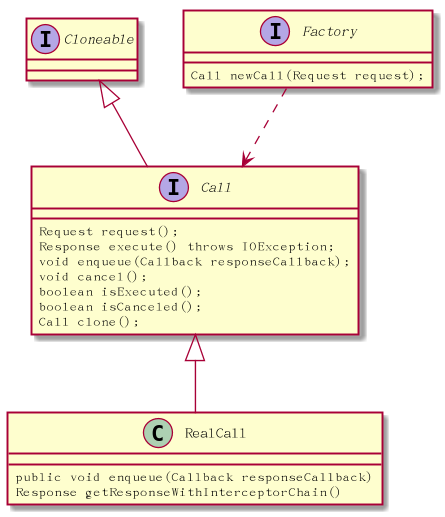 I Cloneable
I Factory
Call newCall(Request request);
I Call
Request request();
Response execute() throws IOException;
void enqueue(Callback responseCallback);
void cancel();
boolean isExecuted();
boolean isCanceled();
Call clone();
C RealCall
public void enqueue(Callback responseCallback)
Response getResponseWithInterceptorChain()